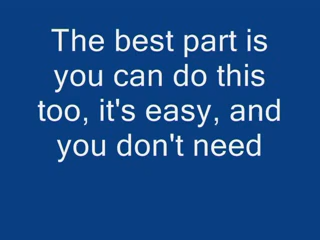 The best part is
you can do this
too, it's easy, and
you don't need